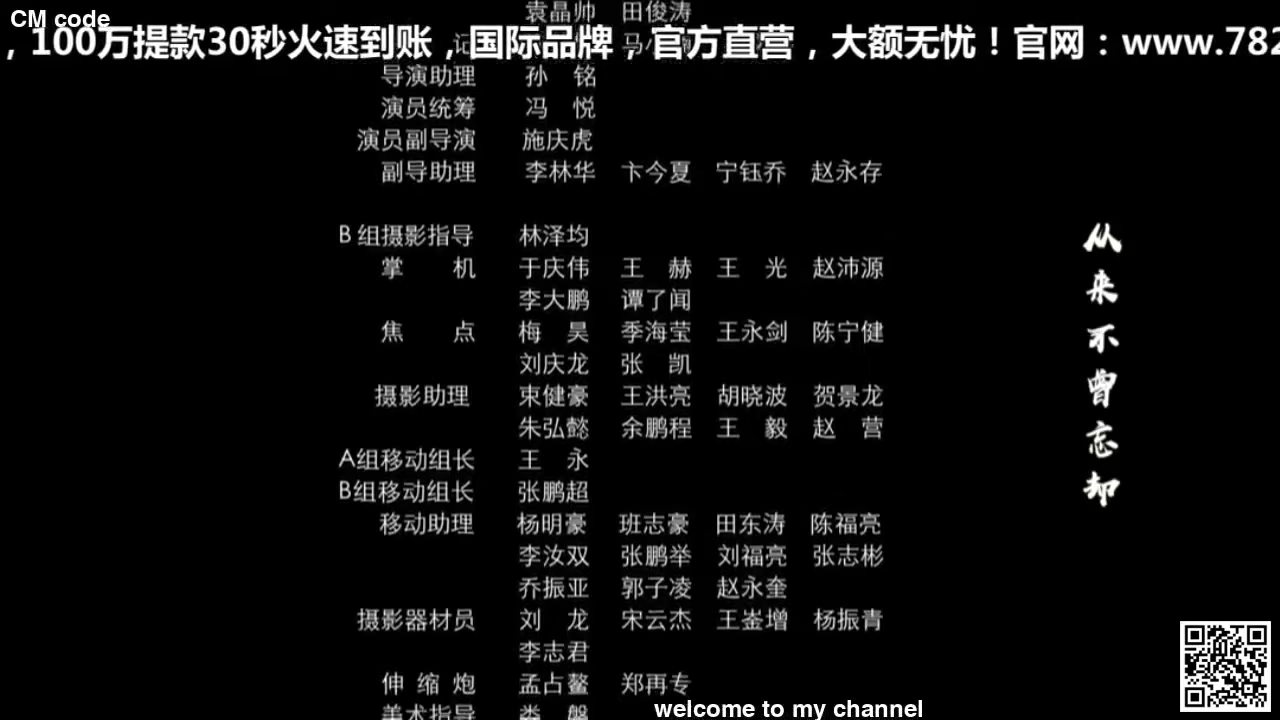 CM code
袁晶帅 田俊涛
，100万提款30秒火速到账，国际品牌，官方直营，大额无忧！官网：www.782
导演助理 孙 铭
演员统筹 冯 悦
演员副导演 施庆虎
副导助理 李林华 卞今夏 宁钰乔 赵永存
B 组摄影指导 林泽均
掌 机 于庆伟 王 赫 王 光 赵沛源
李大鹏 谭了闻
焦 点 梅 昊 季海莹 王永剑 陈宁健
刘庆龙 张 凯
摄影助理 束健豪 王洪亮 胡晓波 贺景龙
朱弘懿 余鹏程 王 毅 赵 营
A组移动组长 王 永
B组移动组长 张鹏超
移动助理 杨明豪 班志豪 田东涛 陈福亮
李汝双 张鹏举 刘福亮 张志彬
乔振亚 郭子凌 赵永奎
摄影器材员 刘 龙 宋云杰 王崟增 杨振青
李志君
伸 缩 炮 孟占鳌 郑再专
美术指导 娄 盤
从来不曾忘却
welcome to my channel